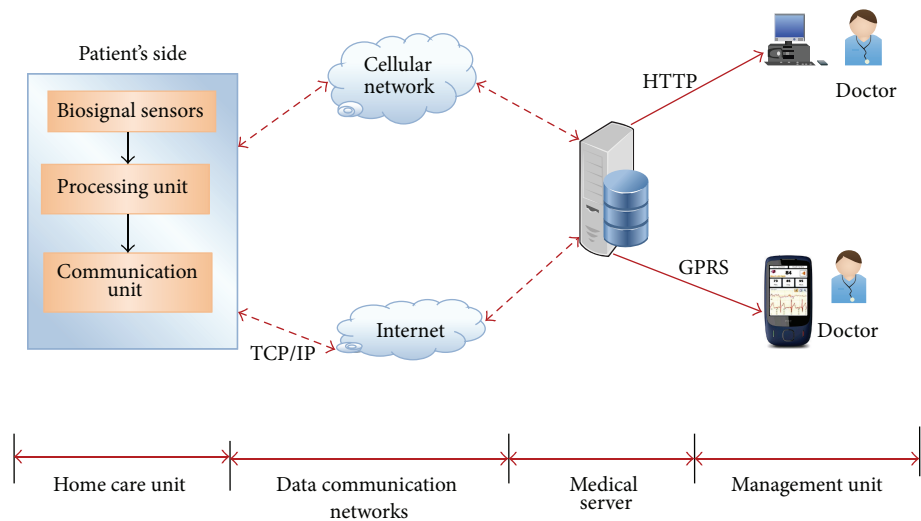 Patient's side
Biosignal sensors
Processing unit
Communication
unit
Cellular
network
Internet
TCP/IP
HTTP
GPRS
Doctor
84
Doctor
Home care unit
Data communication
networks
Medical
server
Management unit